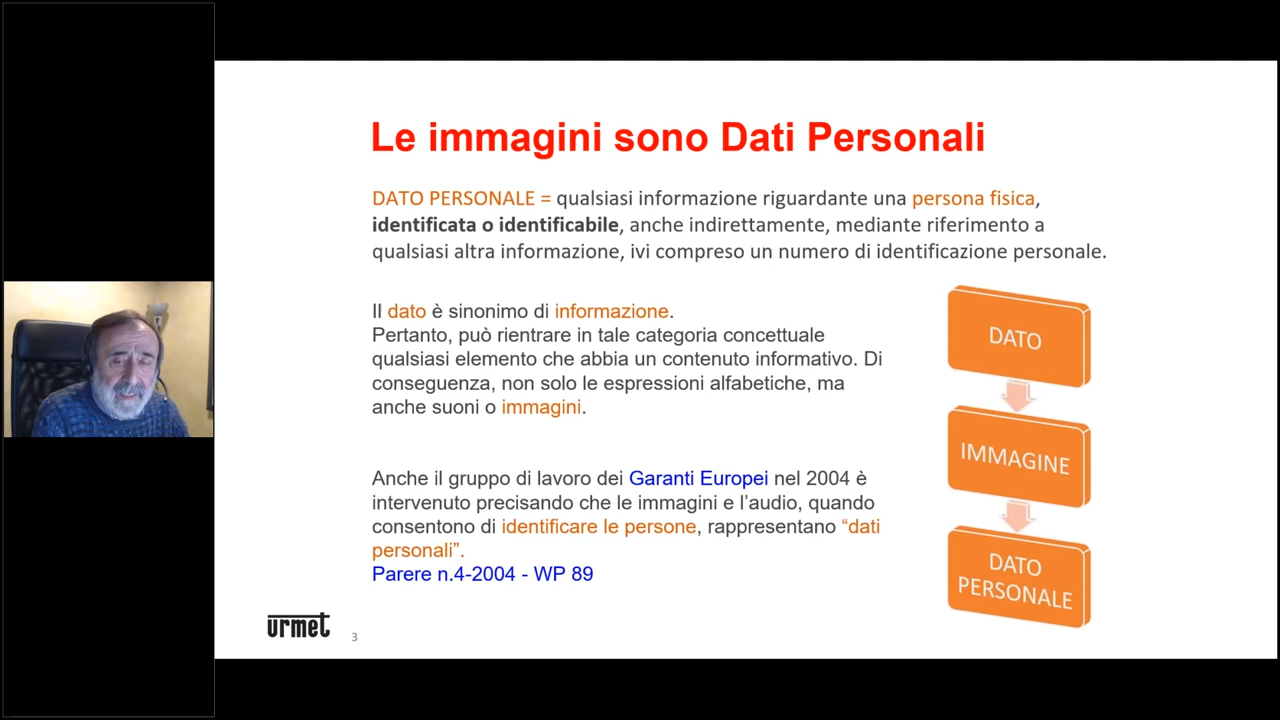 Le immagini sono Dati Personali
DATO PERSONALE = qualsiasi informazione riguardante una persona fisica,
identificata o identificabile, anche indirettamente, mediante riferimento a
qualsiasi altra informazione, ivi compreso un numero di identificazione personale.
Il dato è sinonimo di informazione.
Pertanto, può rientrare in tale categoria concettuale
qualsiasi elemento che abbia un contenuto informativo. Di
conseguenza, non solo le espressioni alfabetiche, ma
anche suoni o immagini.
Anche il gruppo di lavoro dei Garanti Europei nel 2004 è
intervenuto precisando che le immagini e l’audio, quando
consentono di identificare le persone, rappresentano “dati
personali”.
Parere n.4-2004 - WP 89
DATO
IMMAGINE
DATO
PERSONALE
urmet
3